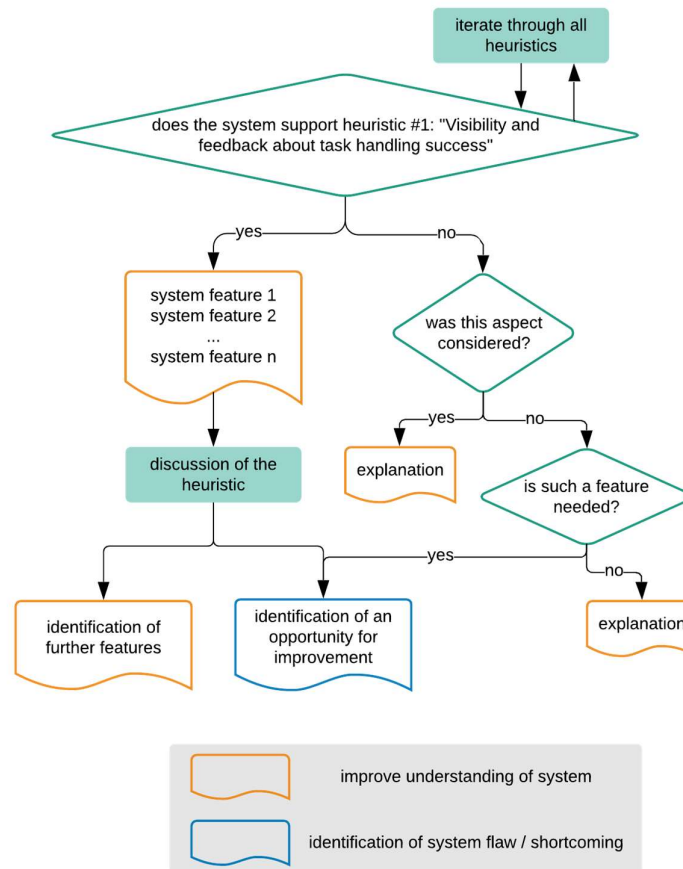 iterate through all
heuristics
does the system support heuristic #1: "Visibility and
feedback about task handling success"
yes
no
system feature 1
system feature 2
...
system feature n
was this aspect
considered?
yes
no
explanation
discussion of the
heuristic
is such a feature
needed?
yes
no
identification of
further features
identification of an
opportunity for
improvement
explanation
improve understanding of system
identification of system flaw / shortcoming